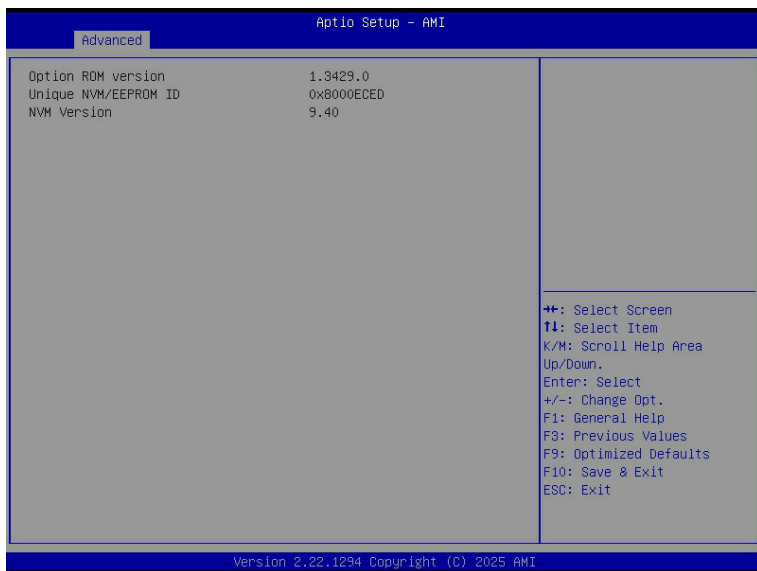 Aptio Setup – AMI
Advanced
Option ROM version 1.3429.0
Unique NVM/EEPROM ID 0x8000ECED
NVM Version 9.40
→←: Select Screen
↑↓: Select Item
K/M: Scroll Help Area
Up/Down.
Enter: Select
+/-: Change Opt.
F1: General Help
F3: Previous Values
F9: Optimized Defaults
F10: Save & Exit
ESC: Exit
Version 2.22.1294 Copyright (C) 2025 AMI